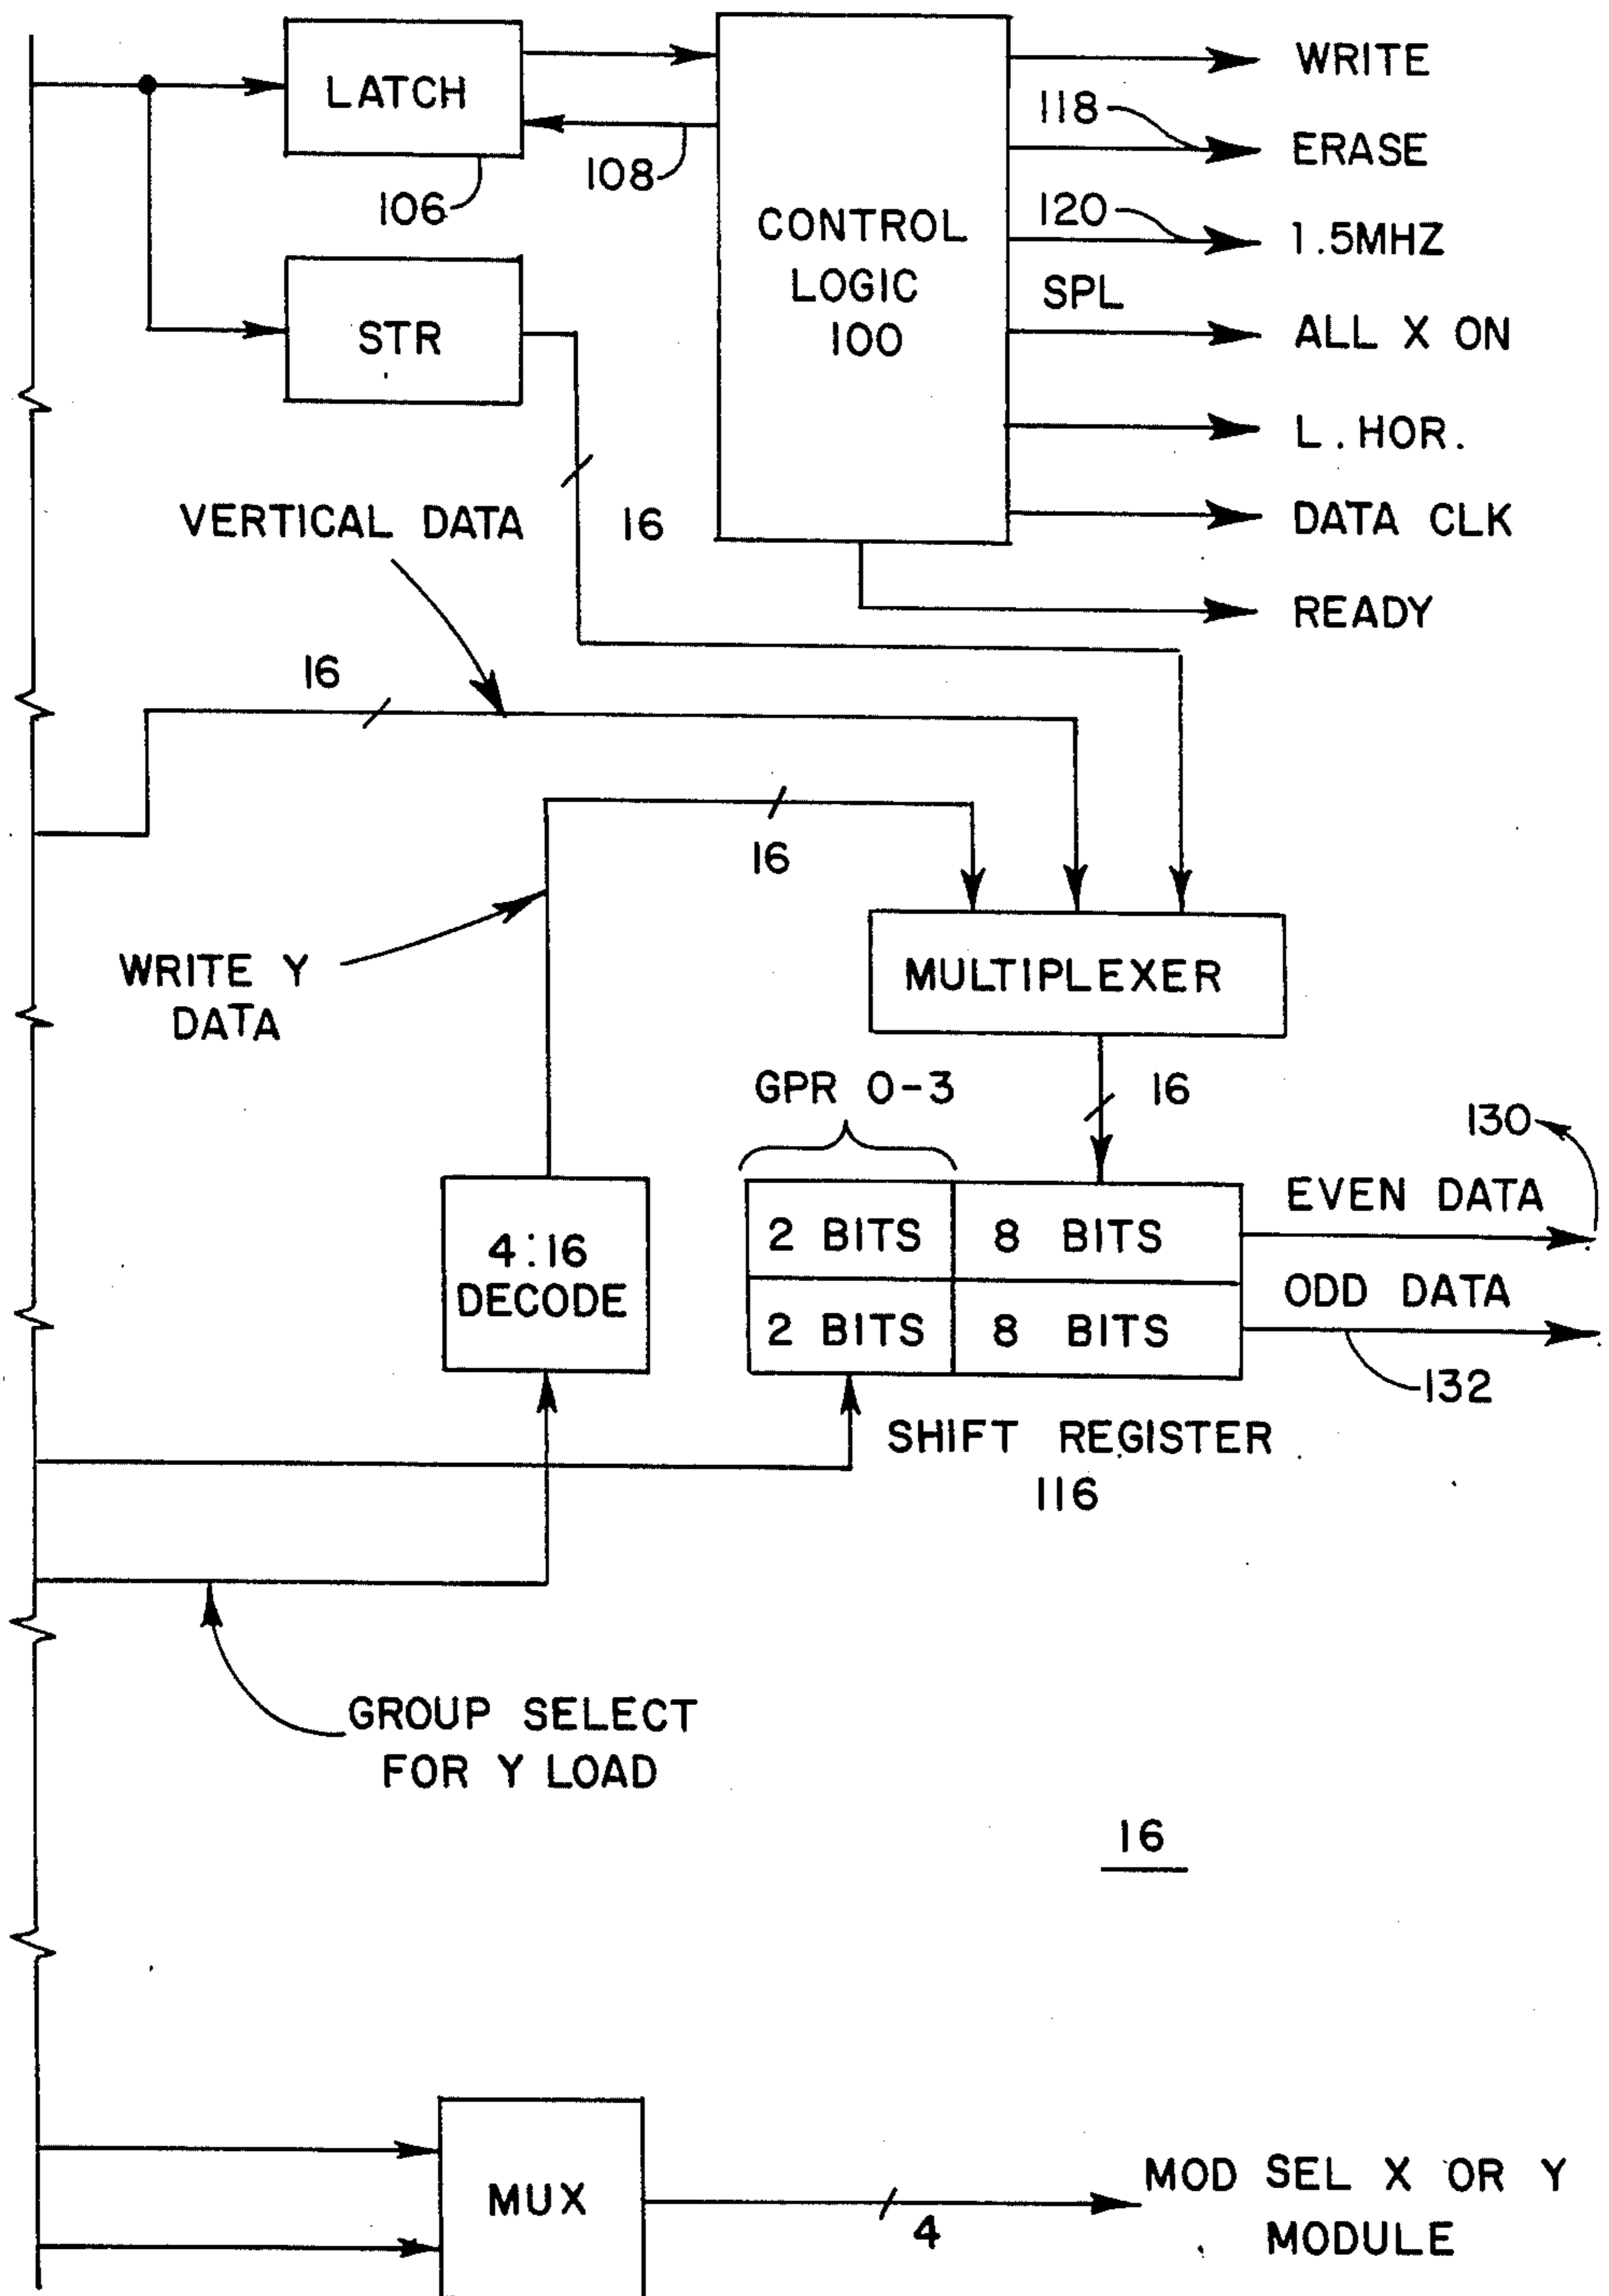 LATCH
106
108
CONTROL
LOGIC
100
WRITE
118
ERASE
120
1.5MHZ
SPL
ALL X ON
L. HOR.
DATA CLK
READY
STR
16
VERTICAL DATA
16
16
WRITE Y
DATA
MULTIPLEXER
16
GPR 0-3
2 BITS
8 BITS
2 BITS
8 BITS
130
EVEN DATA
ODD DATA
132
4:16
DECODE
SHIFT REGISTER
116
GROUP SELECT
FOR Y LOAD
16
MUX
4
MOD SEL X OR Y
MODULE